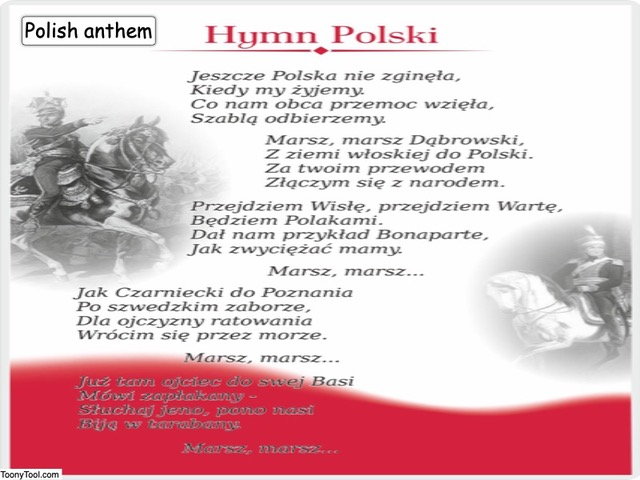 Polish anthem
Hymn Polski
Jeszcze Polska nie zginęła,
Kiedy my żyjemy.
Co nam obca przemoc wzięła,
Szablą odbierzemy.
Marsz, marsz Dąbrowski,
Z ziemi włoskiej do Polski.
Za twoim przewodem
Złączym się z narodem.
Przejdziem Wisłę, przejdziem Wartę,
Będziem Polakami.
Dał nam przykład Bonaparte,
Jak zwyciężać mamy.
Marsz, marsz...
Jak Czarniecki do Poznania
Po szwedzkim zaborze,
Dla ojczyzny ratowania
Wrócim się przez morze.
Marsz, marsz...
Już tam ojciec do swej Basi
Mówi zapłakany -
Słuchaj jeno, pono nasi
Biją w tarabany.
Marsz, marsz...
ToonyTool.com